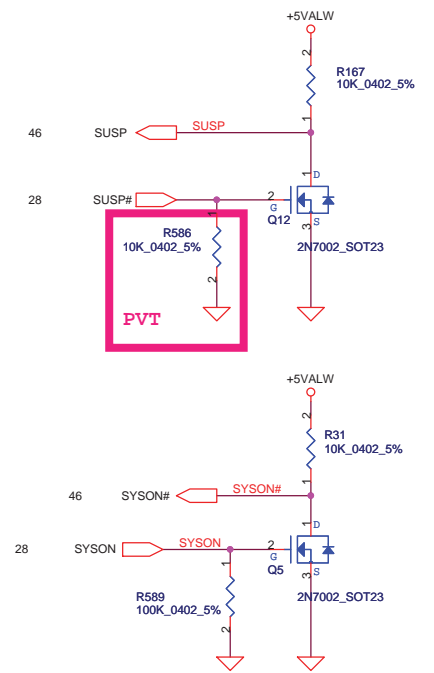 +5VALW
2
R167
10K_0402_5%
1
46 SUSP SUSP
1 D
28 SUSP# 2
G
1 Q12 S
3
R586
10K_0402_5%
2N7002_SOT23
2
PVT
+5VALW
2
R31
10K_0402_5%
1
46 SYSON# SYSON#
1 D
28 SYSON SYSON 2
G
1 Q5 S
3
R589
100K_0402_5%
2N7002_SOT23
2